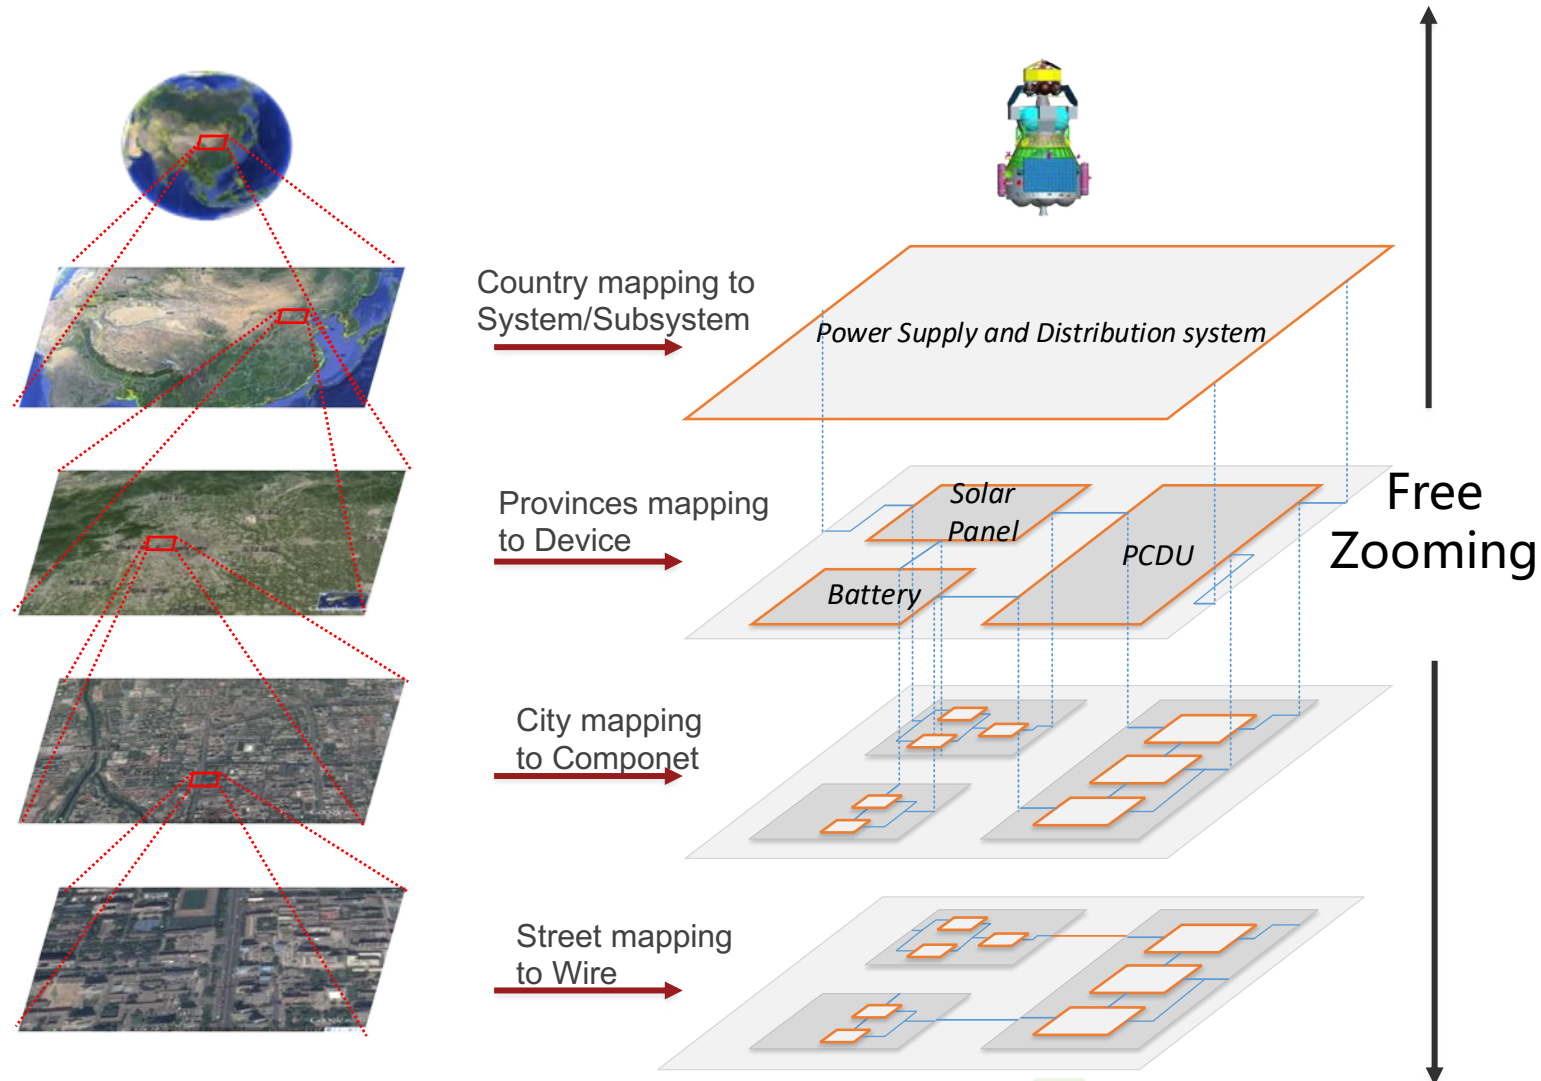 Country mapping to
System/Subsystem
Power Supply and Distribution system
Provinces mapping
to Device
Solar
Panel
PCDU
Battery
Free
Zooming
City mapping
to Componet
Street mapping
to Wire